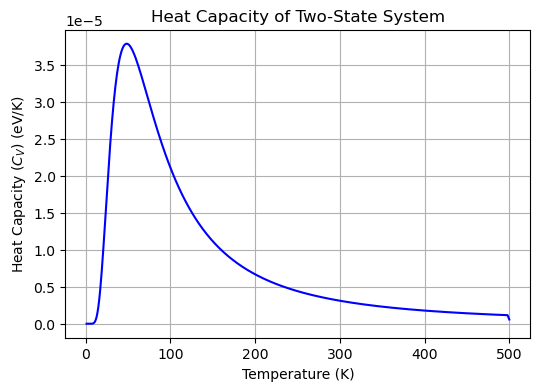 Heat Capacity of Two-State System
1e−5
3.5
3.0
2.5
2.0
1.5
1.0
0.5
0.0
Heat Capacity (C_V) (eV/K)
0 100 200 300 400 500
Temperature (K)